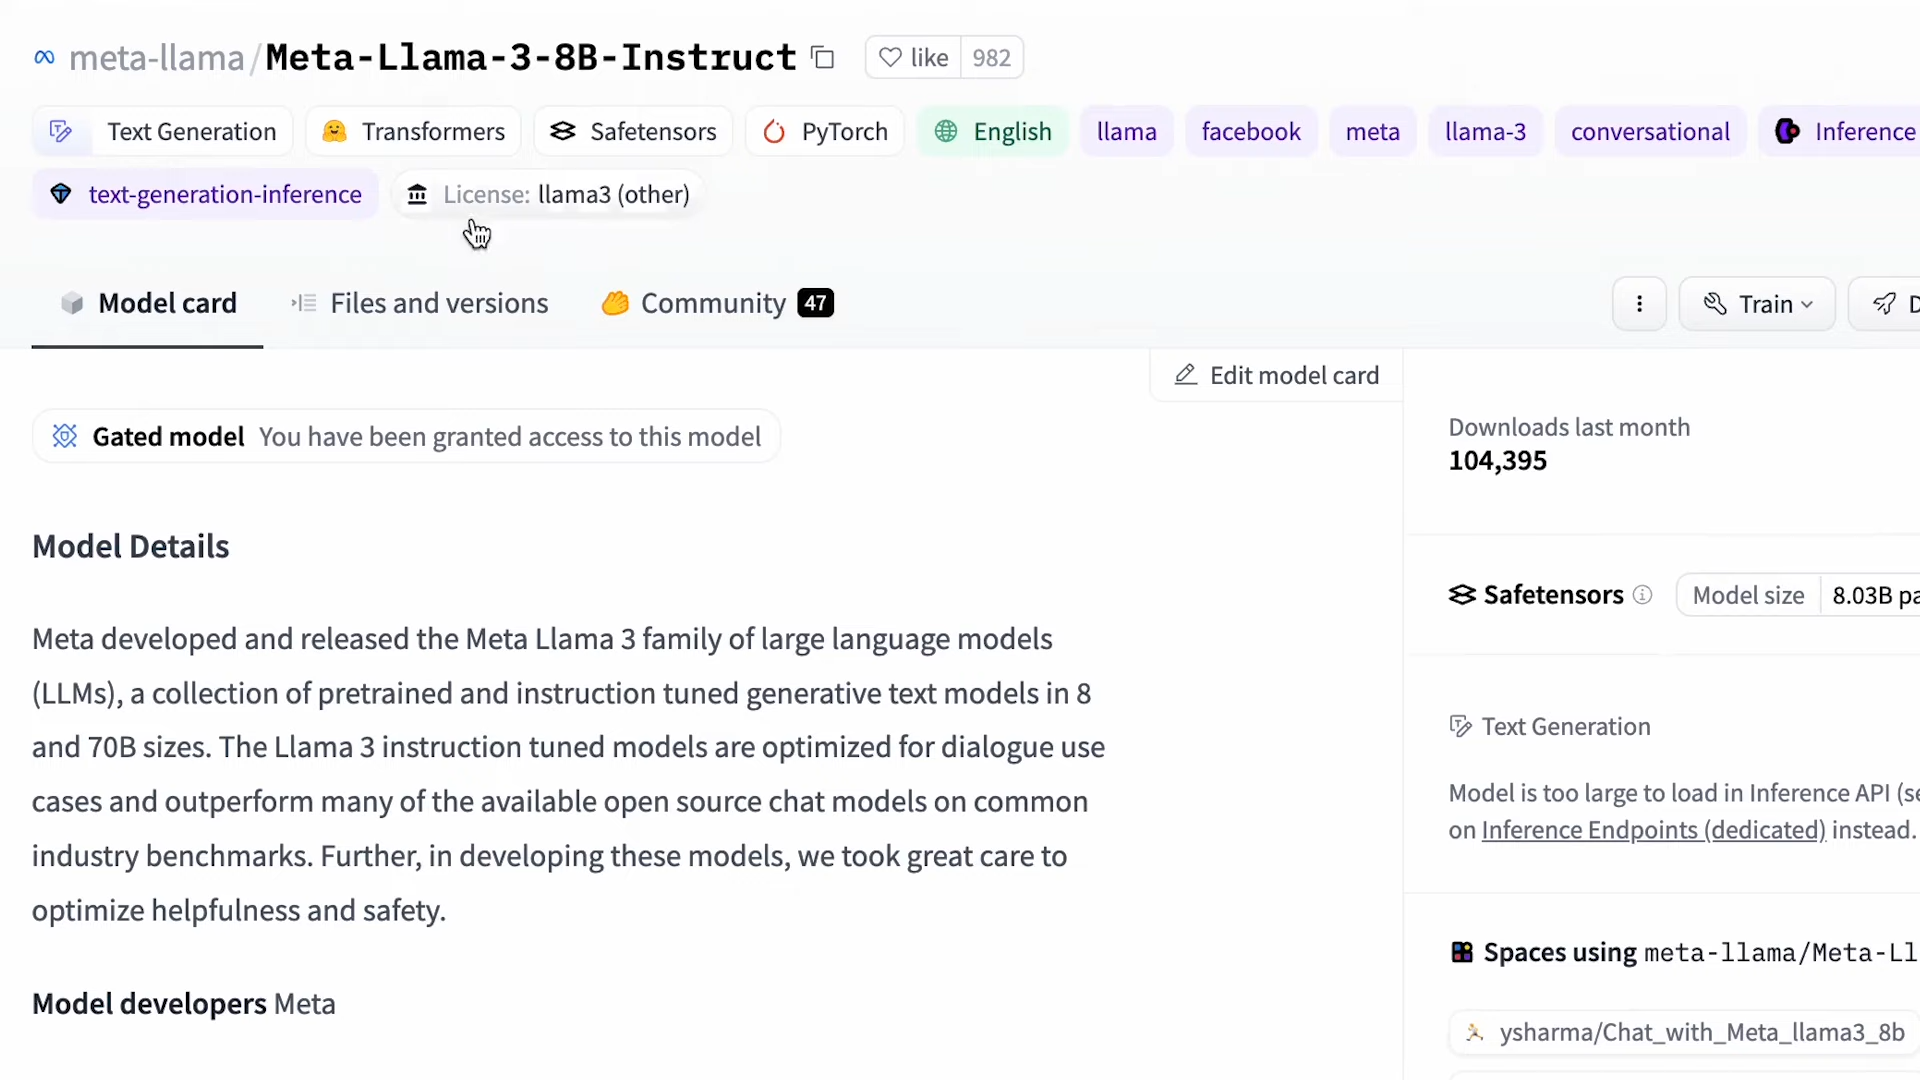 meta-llama/Meta-Llama-3-8B-Instruct like 982
Text Generation Transformers Safetensors PyTorch English llama facebook meta llama-3 conversational Inference
text-generation-inference License: llama3 (other)
Model card Files and versions Community 47 Train
Edit model card
Gated model You have been granted access to this model
Downloads last month
104,395
Model Details
Safetensors Model size 8.03B
Meta developed and released the Meta Llama 3 family of large language models
(LLMs), a collection of pretrained and instruction tuned generative text models in 8
and 70B sizes. The Llama 3 instruction tuned models are optimized for dialogue use
cases and outperform many of the available open source chat models on common
industry benchmarks. Further, in developing these models, we took great care to
optimize helpfulness and safety.
Text Generation
Model is too large to load in Inference API
on Inference Endpoints (dedicated) instead.
Model developers Meta
Spaces using meta-llama/Meta-Ll
ysharma/Chat_with_Meta_llama3_8b